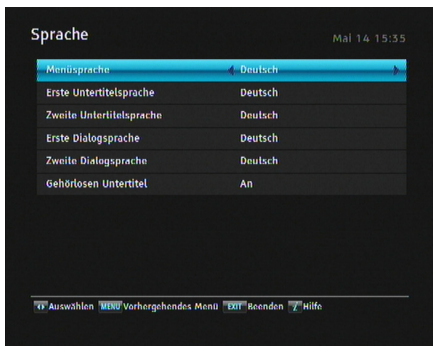 Sprache
Mai 14 15:35
Menüsprache Deutsch
Erste Untertitelsprache Deutsch
Zweite Untertitelsprache Deutsch
Erste Dialogsprache Deutsch
Zweite Dialogsprache Deutsch
Gehörlosen Untertitel An
Auswählen MENU Vorhergehendes Menü EXIT Beenden ? Hilfe